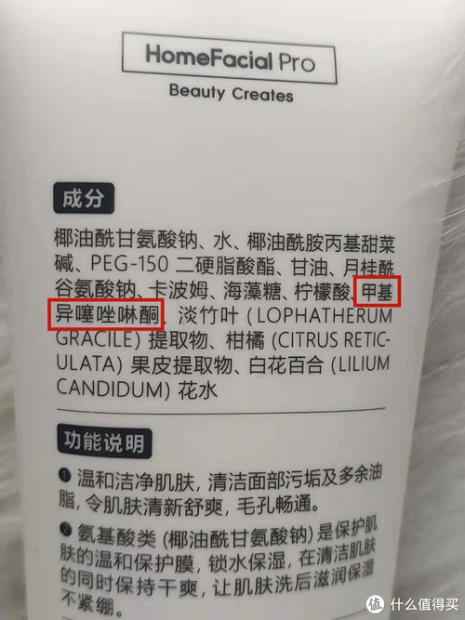 HomeFacial Pro
Beauty Creates
成分
椰油酰甘氨酸钠、水、椰油酰胺丙基甜菜
碱、PEG-150 二硬脂酸酯、甘油、月桂酰
谷氨酸钠、卡波姆、海藻糖、柠檬酸、甲基
异噻唑啉酮、淡竹叶 (LOPHATHERUM
GRACILE) 提取物、柑橘 (CITRUS RETIC-
ULATA) 果皮提取物、白花百合 (LILIUM
CANDIDUM) 花水
功能说明
❶ 温和洁净肌肤，清洁面部污垢及多余油
脂，令肌肤清新舒爽，毛孔畅通。
❷ 氨基酸类 (椰油酰甘氨酸钠) 是保护肌
肤的温和保护膜，锁水保湿，在清洁肌肤
的同时保持干爽，让肌肤洗后滋润保湿
不紧绷。
值 什么值得买